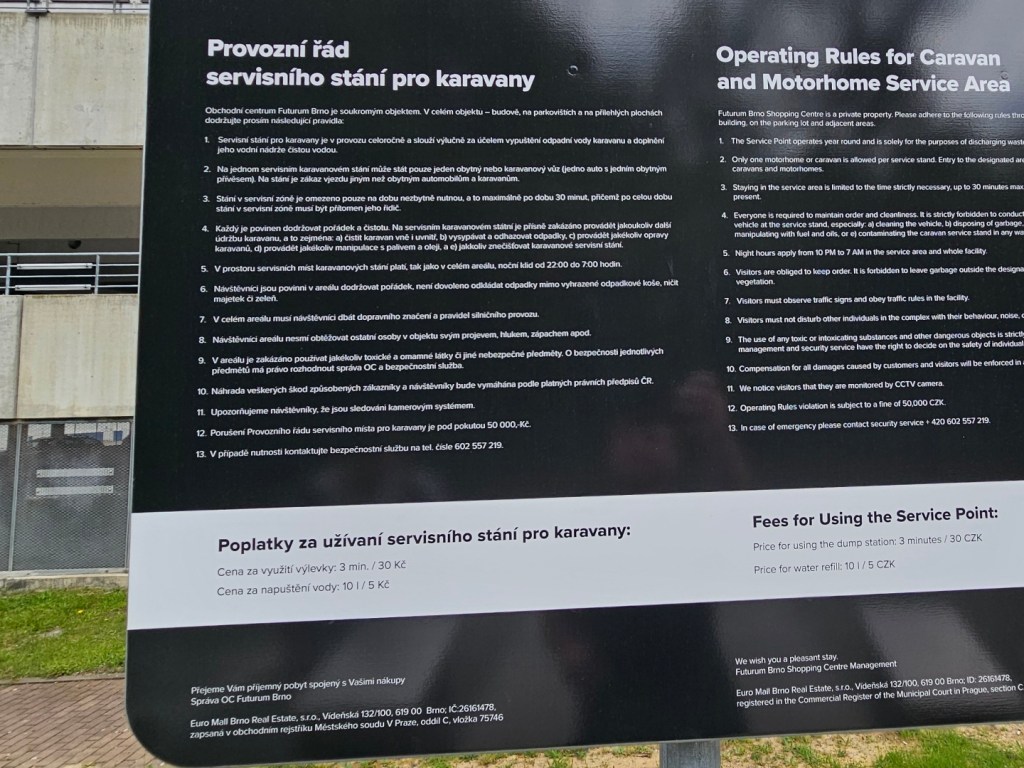 Provozní řád
servisního stání pro karavany
Obchodní centrum Futurum Brno je soukromým objektem. V celém objektu – budově, na parkovištích a na přilehlých plochách
dodržujte prosím následující pravidla:
1. Servisní stání pro karavany je v provozu celoročně a slouží výlučně za účelem vypuštění odpadní vody karavanu a doplnění
jeho vodní nádrže čistou vodou.
2. Na jednom servisním karavanovém stání může stát pouze jeden obytný nebo karavanový vůz (jedno auto s jedním obytným
přívěsem). Na stání je zákaz vjezdu jiným než obytným automobilům a karavanům.
3. Stání v servisní zóně je omezeno pouze na dobu nezbytně nutnou, a to maximálně po dobu 30 minut, přičemž po celou dobu
stání v servisní zóně musí být přítomen jeho řidič.
4. Každý je povinen dodržovat pořádek a čistotu. Na servisním karavanovém státní je přísně zakázáno provádět jakoukoliv další
údržbu karavanu, a to zejména: a) čistit karavan vně i uvnitř, b) vysypávat a odhazovat odpadky, c) provádět jakékoliv opravy
karavanů, d) provádět jakékoliv manipulace s palivem a oleji, a e) jakkoliv znečišťovat karavanové servisní stání.
5. V prostoru servisních míst karavanových stání platí, tak jako v celém areálu, noční klid od 22:00 do 7:00 hodin.
6. Návštěvníci jsou povinni v areálu dodržovat pořádek, není dovoleno odkládat odpadky mimo vyhrazené odpadkové koše, ničit
majetek či zeleň.
7. V celém areálu musí návštěvníci dbát dopravního značení a pravidel silničního provozu.
8. Návštěvníci areálu nesmí obtěžovat ostatní osoby v objektu svým projevem, hlukem, zápachem apod.
9. V areálu je zakázáno používat jakékoliv toxické a omamné látky či jiné nebezpečné předměty. O bezpečnosti jednotlivých
předmětů má právo rozhodnout správa OC a bezpečnostní služba.
10. Náhrada veškerých škod způsobených zákazníky a návštěvníky bude vymáhána podle platných právních předpisů ČR.
11. Upozorňujeme návštěvníky, že jsou sledováni kamerovým systémem.
12. Porušení Provozního řádu servisního místa pro karavany je pod pokutou 50 000,-Kč.
13. V případě nutnosti kontaktujte bezpečnostní službu na tel. čísle 602 557 219.
Operating Rules for Caravan
and Motorhome Service Area
Futurum Brno Shopping Centre is a private property. Please adhere to the following rules
building, on the parking lot and adjacent areas.
1. The Service Point operates year round and is solely for the purposes of discharging
2. Only one motorhome or caravan is allowed per service stand. Entry to the designated
caravans and motorhomes.
3. Staying in the service area is limited to the time strictly necessary, up to 30 minutes
present.
4. Everyone is required to maintain order and cleanliness. It is strictly forbidden to
vehicle at the service stand, especially: a) cleaning the vehicle, b) disposing of garbage,
manipulating with fuel and oils, or e) contaminating the caravan service stand in any
5. Night hours apply from 10 PM to 7 AM in the service area and whole facility.
6. Visitors are obliged to keep order. It is forbidden to leave garbage outside the
vegetation.
7. Visitors must observe traffic signs and obey traffic rules in the facility.
8. Visitors must not disturb other individuals in the complex with their behaviour, noise,
9. The use of any toxic or intoxicating substances and other dangerous objects is
management and security service have the right to decide on the safety of
10. Compensation for all damages caused by customers and visitors will be enforced in
11. We notice visitors that they are monitored by CCTV camera.
12. Operating Rules violation is subject to a fine of 50,000 CZK.
13. In case of emergency please contact security service + 420 602 557 219.
Poplatky za užívaní servisního stání pro karavany:
Cena za využití výlevky: 3 min. / 30 Kč
Cena za napuštění vody: 10 l / 5 Kč
Fees for Using the Service Point:
Price for using the dump station: 3 minutes / 30 CZK
Price for water refill: 10 l / 5 CZK
Přejeme Vám příjemný pobyt spojený s Vašimi nákupy
Správa OC Futurum Brno
Euro Mall Brno Real Estate, s.r.o., Vídeňská 132/100, 619 00 Brno; IČ:26161478,
zapsaná v obchodním rejstříku Městského soudu V Praze, oddíl C, vložka 75746
We wish you a pleasant stay.
Futurum Brno Shopping Centre Management
Euro Mall Brno Real Estate, s.r.o., Vídeňská 132/100, 619 00 Brno; ID: 26161478,
registered in the Commercial Register of the Municipal Court in Prague, section C